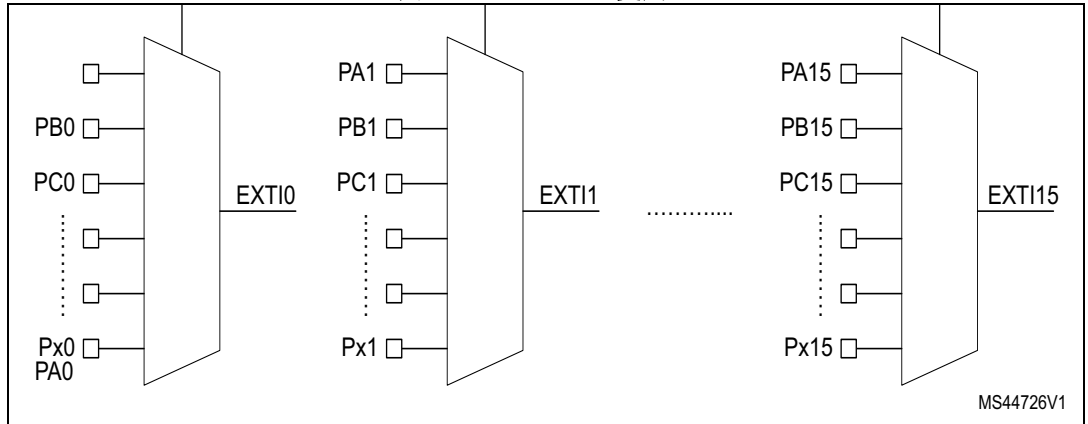 PA1
PA15
PB0
PB1
PB15
PC0
PC1
PC15
EXTI0
EXTI1
.............
EXTI15
Px0
PA0
Px1
Px15
MS44726V1